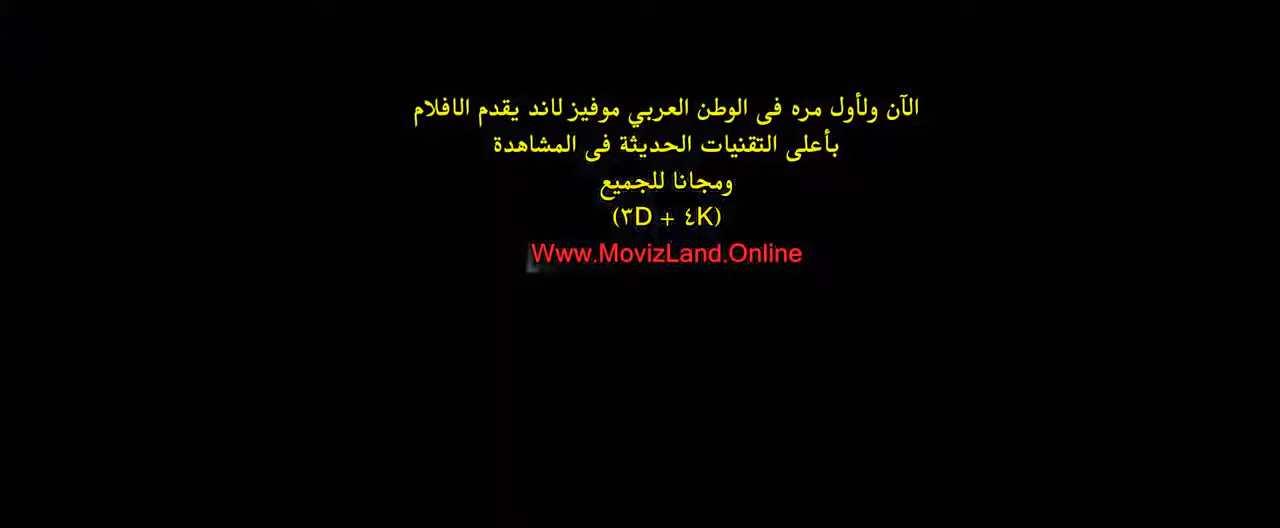 الآن ولأول مره فى الوطن العربي موفيز لاند يقدم الافلام
بأعلى التقنيات الحديثة فى المشاهدة
ومجانا للجميع
(٣D + ٤K)
Www.MovizLand.Online